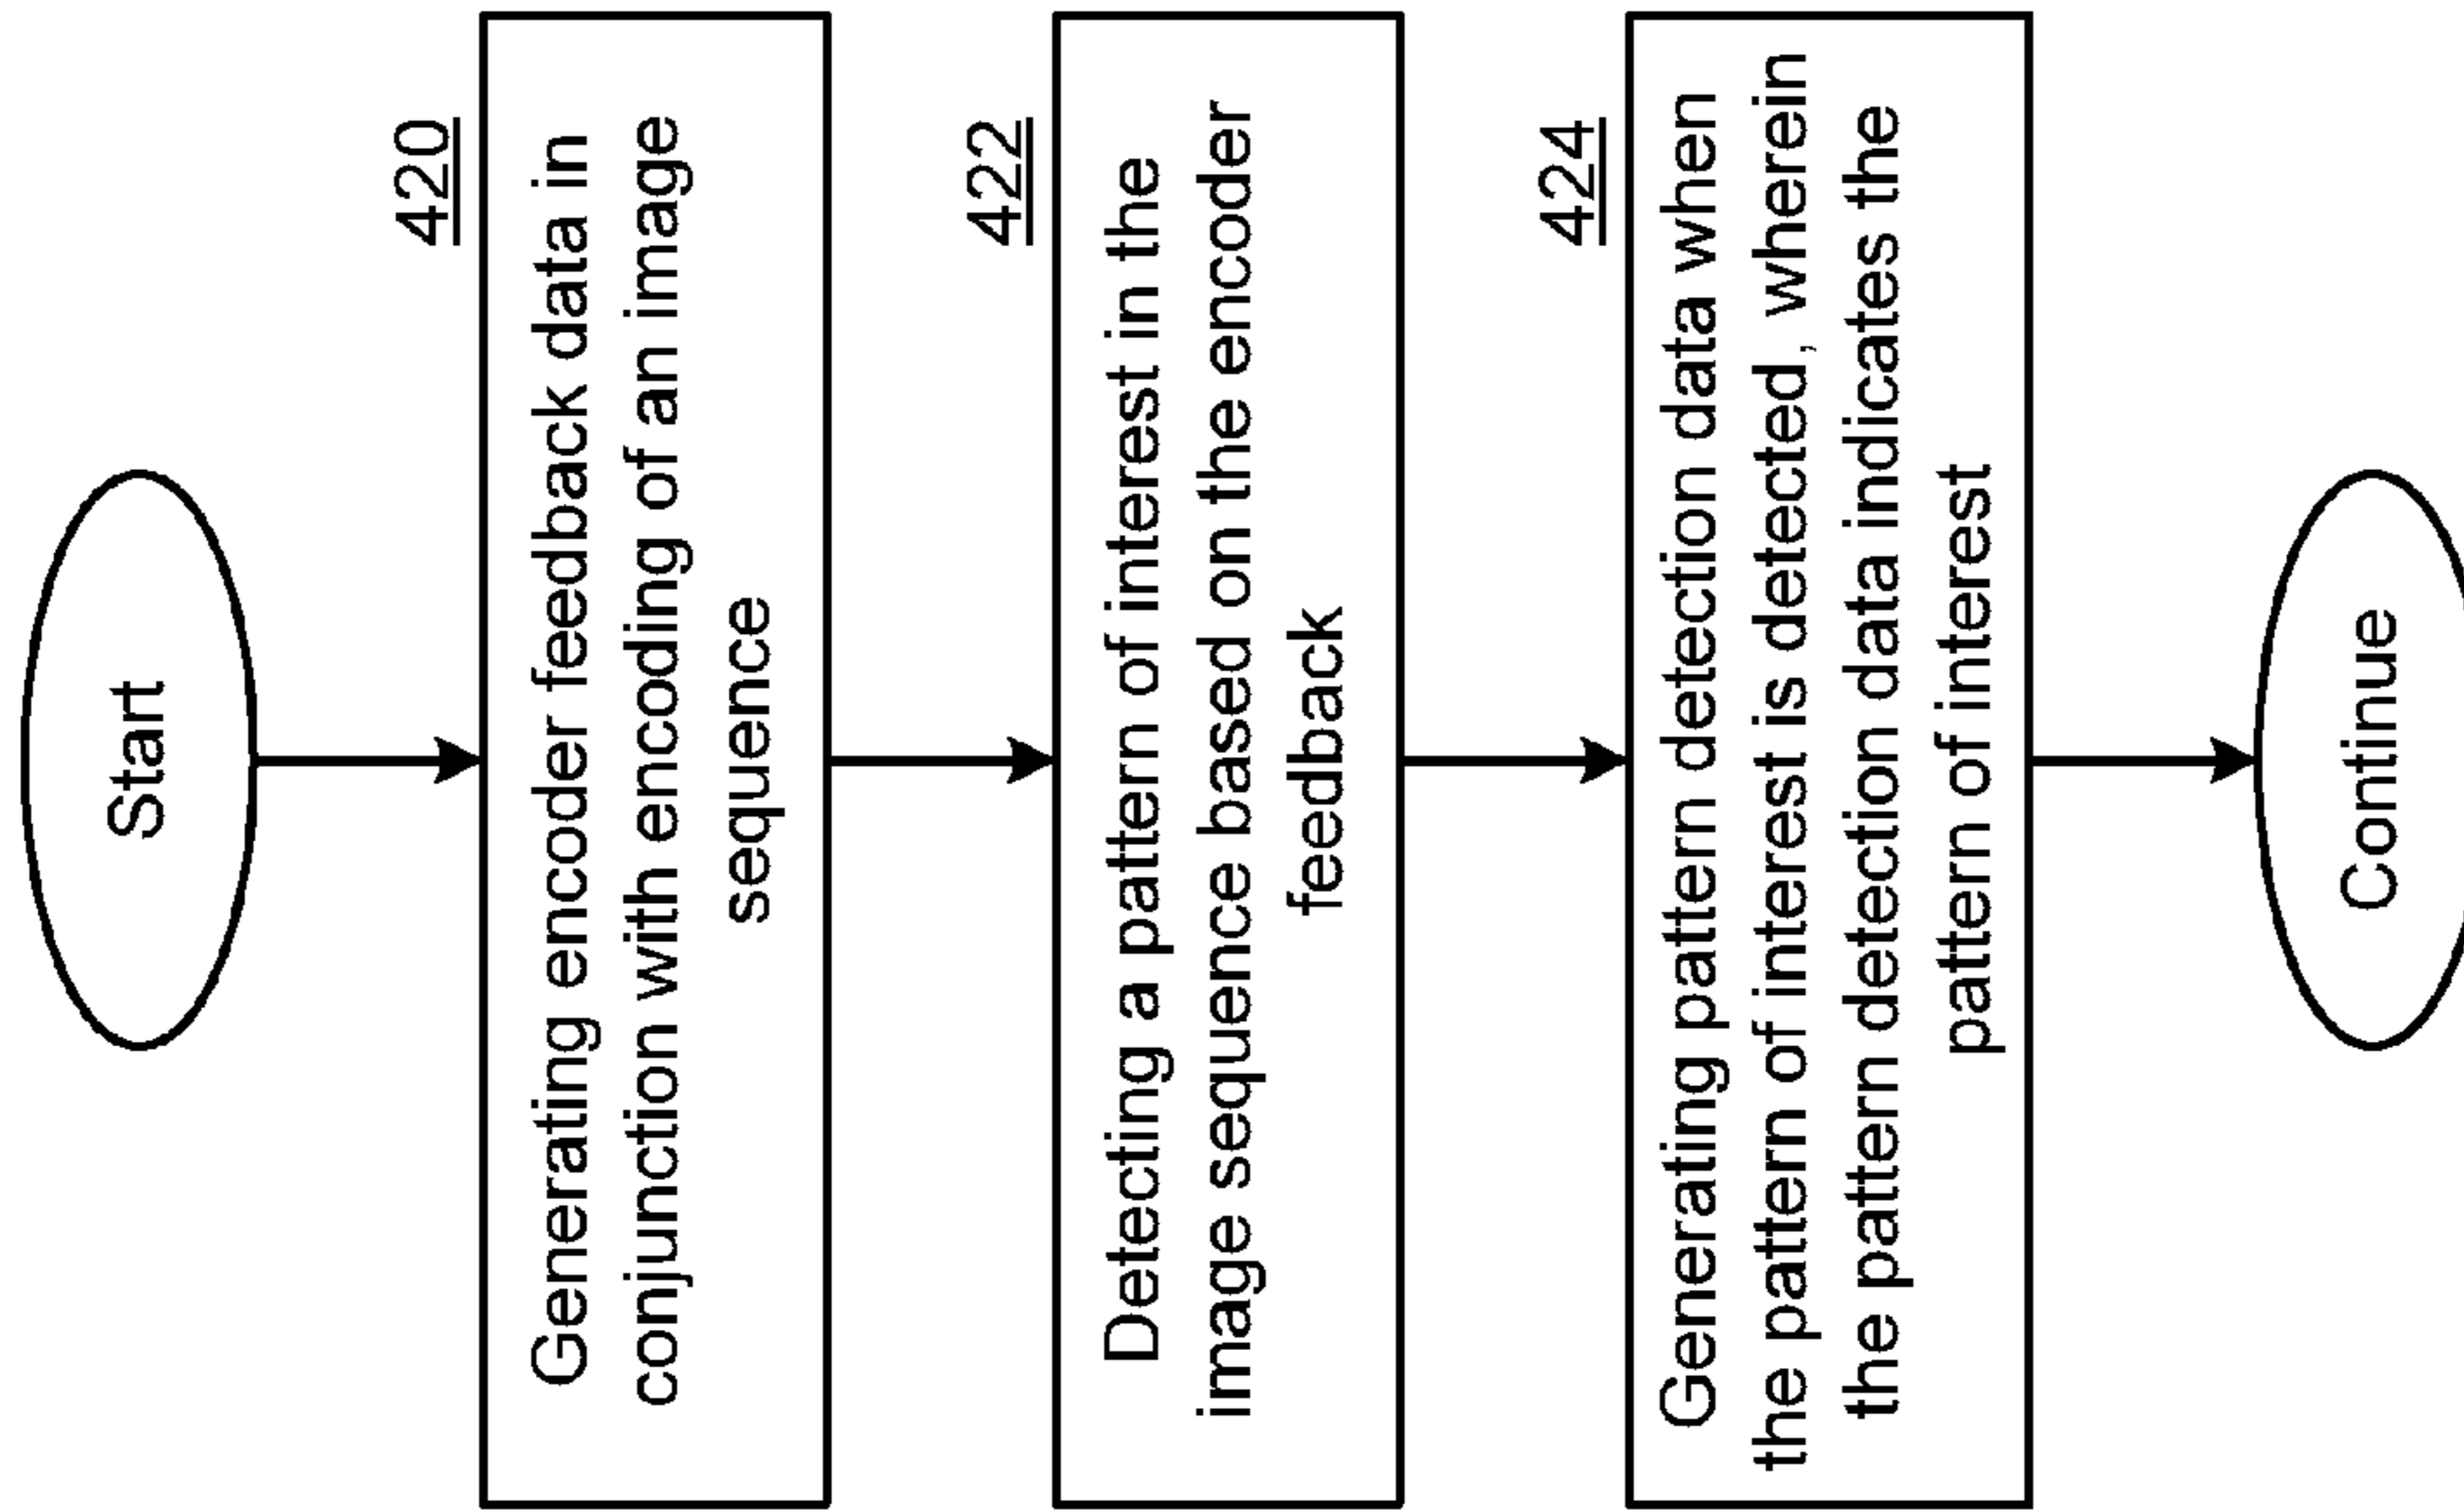 Start
420
Generating encoder feedback data in
conjunction with encoding of an image
sequence
422
Detecting a pattern of interest in the
image sequence based on the encoder
feedback
424
Generating pattern detection data when
the pattern of interest is detected, wherein
the pattern detection data indicates the
pattern of interest
Continue